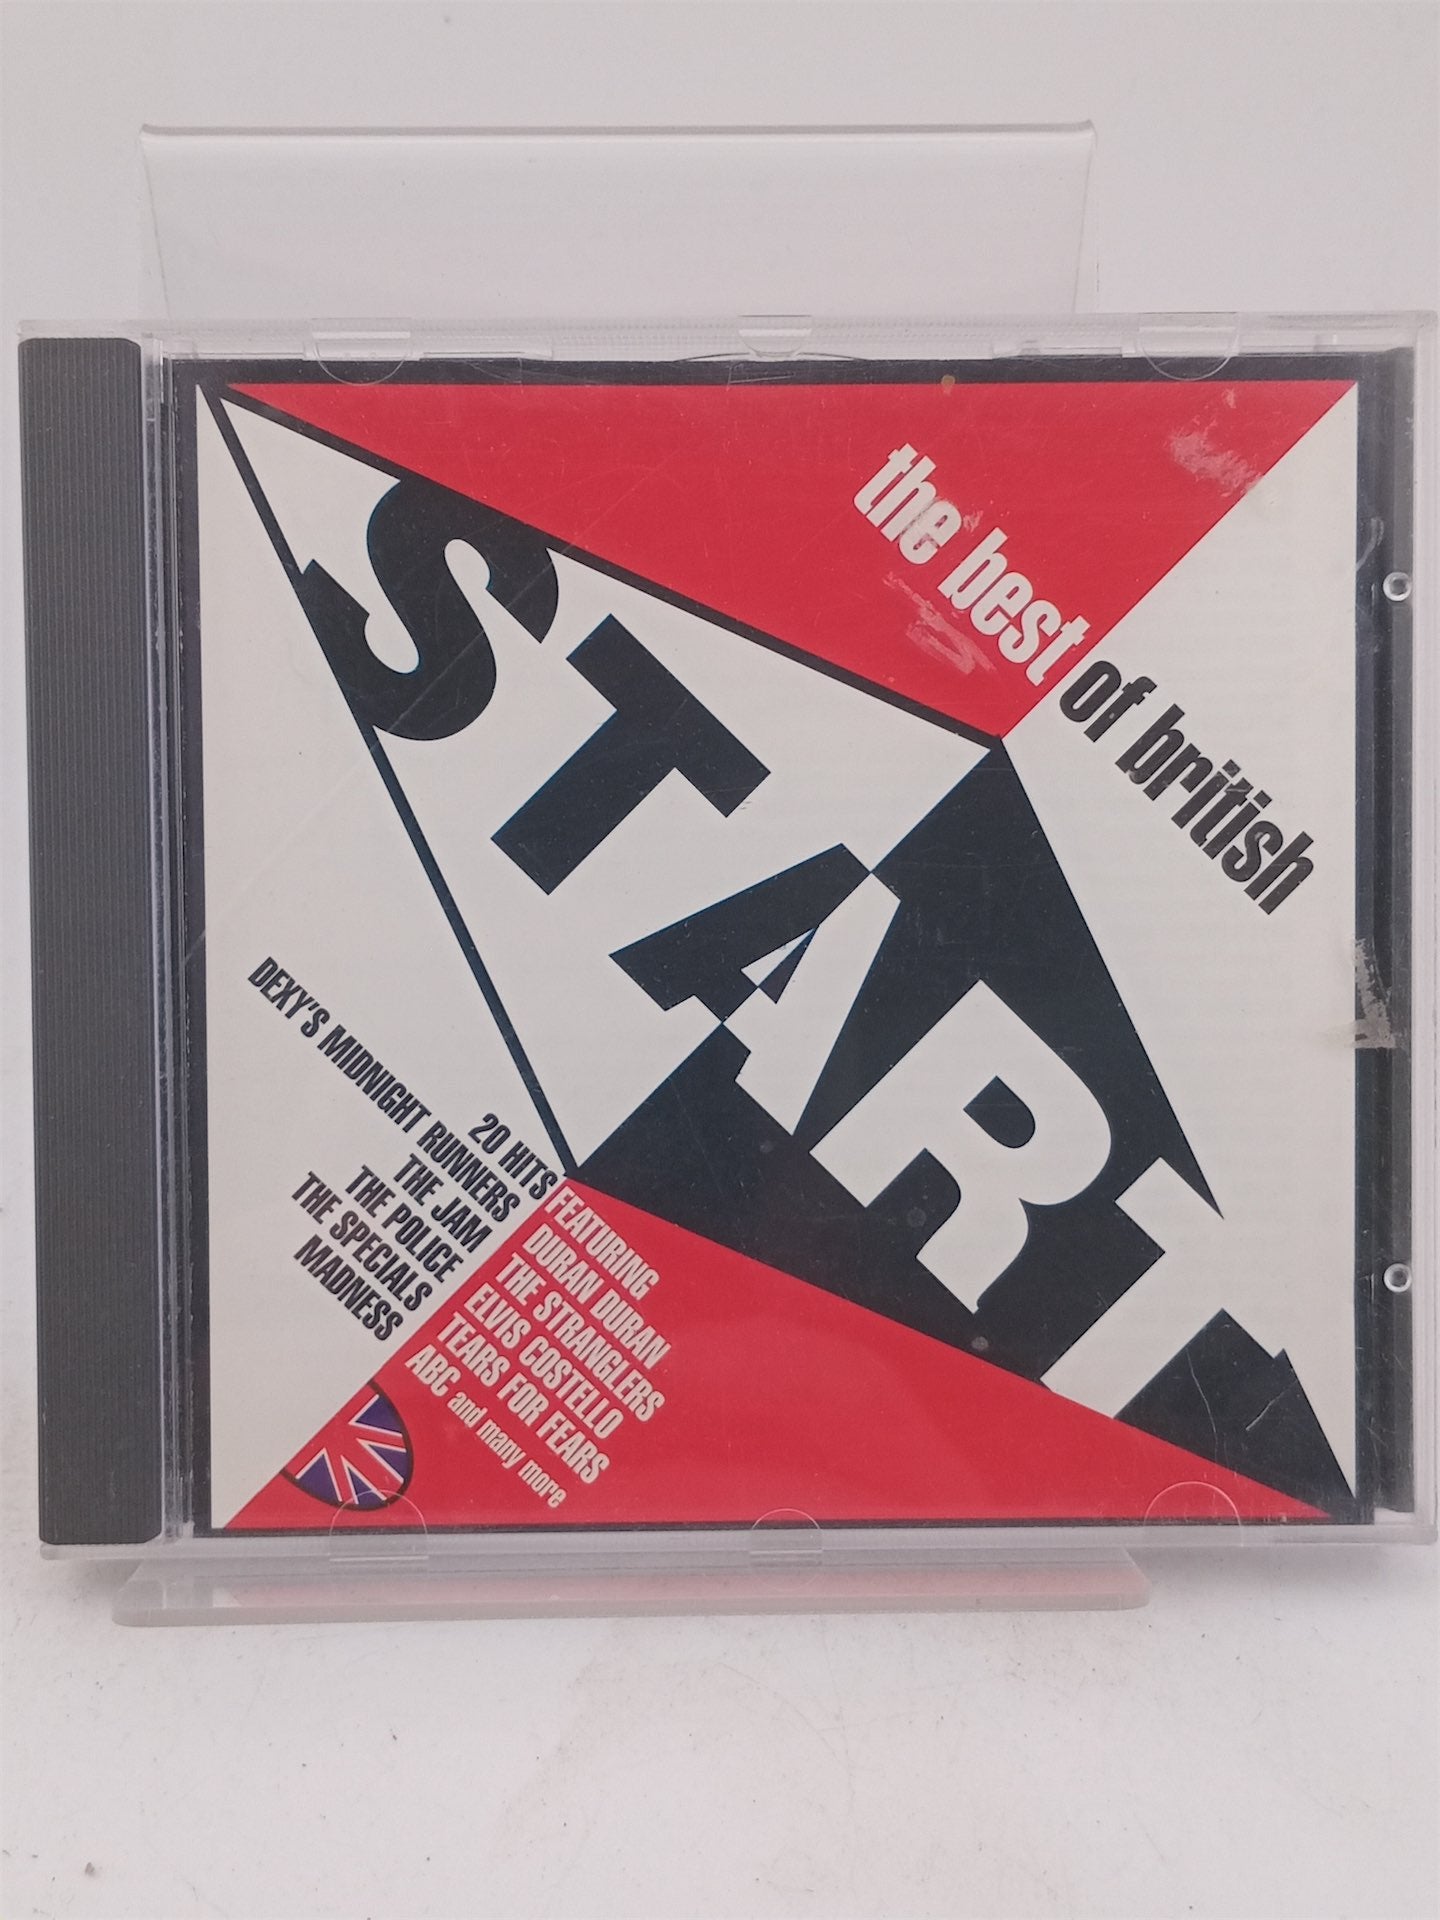 the best of british
START
20 HITS FEATURING
DEXY'S MIDNIGHT RUNNERS DURAN DURAN
THE JAM THE STRANGLERS
THE POLICE ELVIS COSTELLO
THE SPECIALS TEARS FOR FEARS
MADNESS ABC and many more